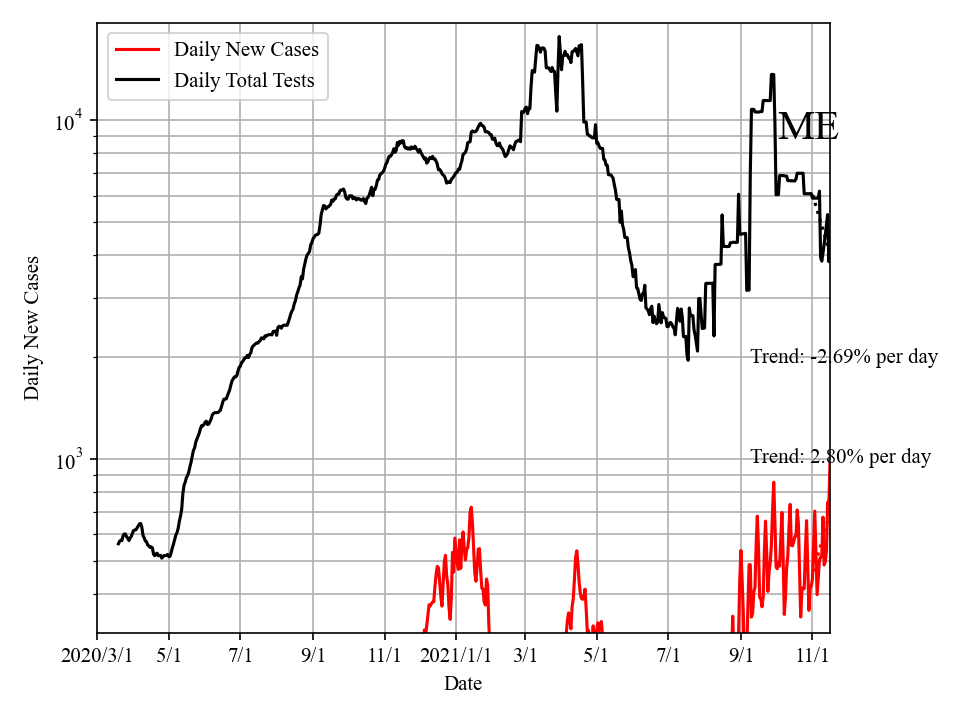 Daily New Cases
Daily Total Tests
ME
10^4
Trend: -2.69% per day
10^3
Trend: 2.80% per day
Daily New Cases
2020/3/1 5/1 7/1 9/1 11/1 2021/1/1 3/1 5/1 7/1 9/1 11/1
Date